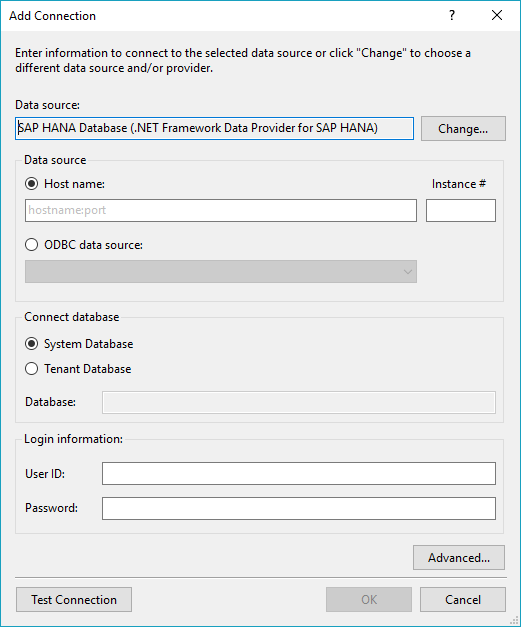 Add Connection
?
Enter information to connect to the selected data source or click "Change" to choose a
different data source and/or provider.
Data source:
SAP HANA Database (.NET Framework Data Provider for SAP HANA)
Change...
Data source
Host name:
Instance #
hostname:port
ODBC data source:
Connect database
System Database
Tenant Database
Database:
Login information:
User ID:
Password:
Advanced...
Test Connection
OK
Cancel